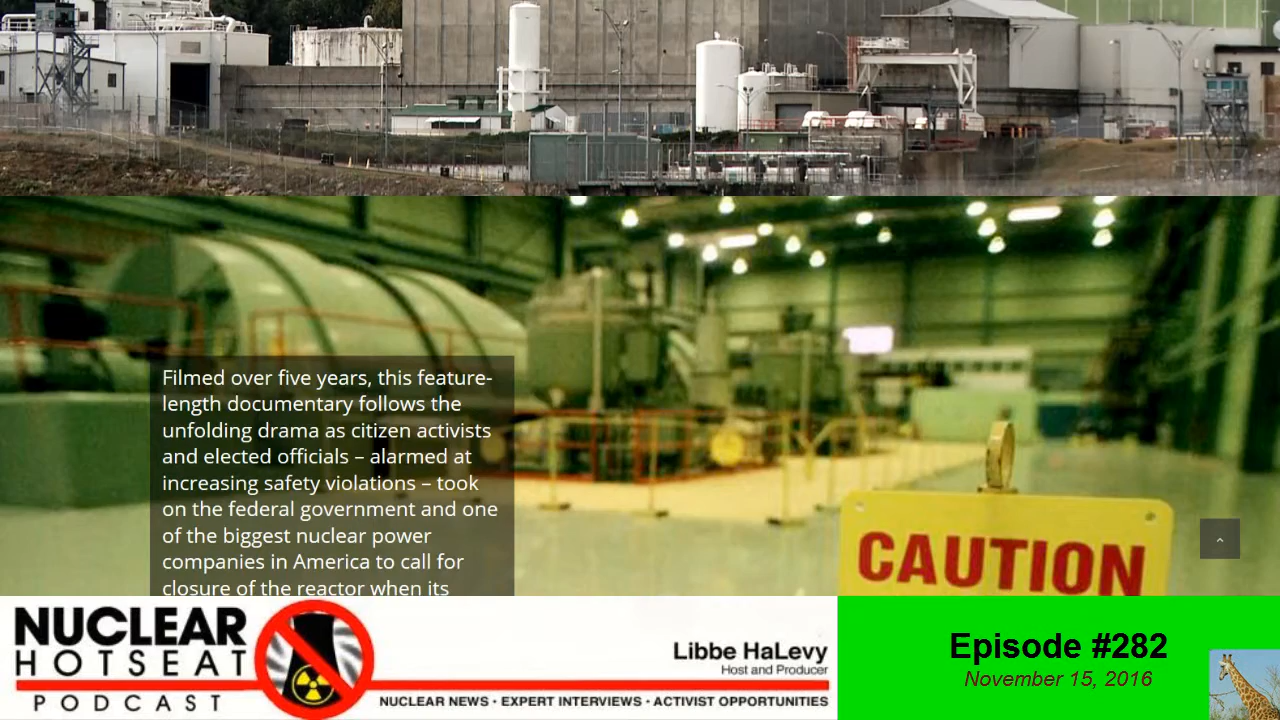 Filmed over five years, this feature-
length documentary follows the
unfolding drama as citizen activists
and elected officials – alarmed at
increasing safety violations – took
on the federal government and one
of the biggest nuclear power
companies in America to call for
closure of the reactor when its
CAUTION
NUCLEAR
HOTSEAT
PODCAST
Libbe HaLevy
Host and Producer
NUCLEAR NEWS · EXPERT INTERVIEWS · ACTIVIST OPPORTUNITIES
Episode #282
November 15, 2016